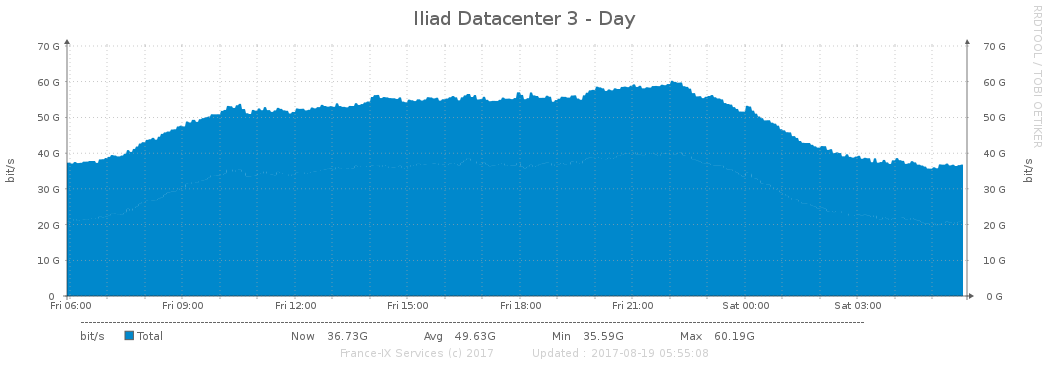 Iliad Datacenter 3 - Day
RRDTOOL / TOBI OETIKER
70 G 70 G
60 G 60 G
50 G 50 G
40 G 40 G
30 G 30 G
20 G 20 G
10 G 10 G
0 0 G
bit/s bit/s
Fri 06:00 Fri 09:00 Fri 12:00 Fri 15:00 Fri 18:00 Fri 21:00 Sat 00:00 Sat 03:00
bit/s Total Now 36.73G Avg 49.63G Min 35.59G Max 60.19G
France-IX Services (c) 2017 Updated : 2017-08-19 05:55:08